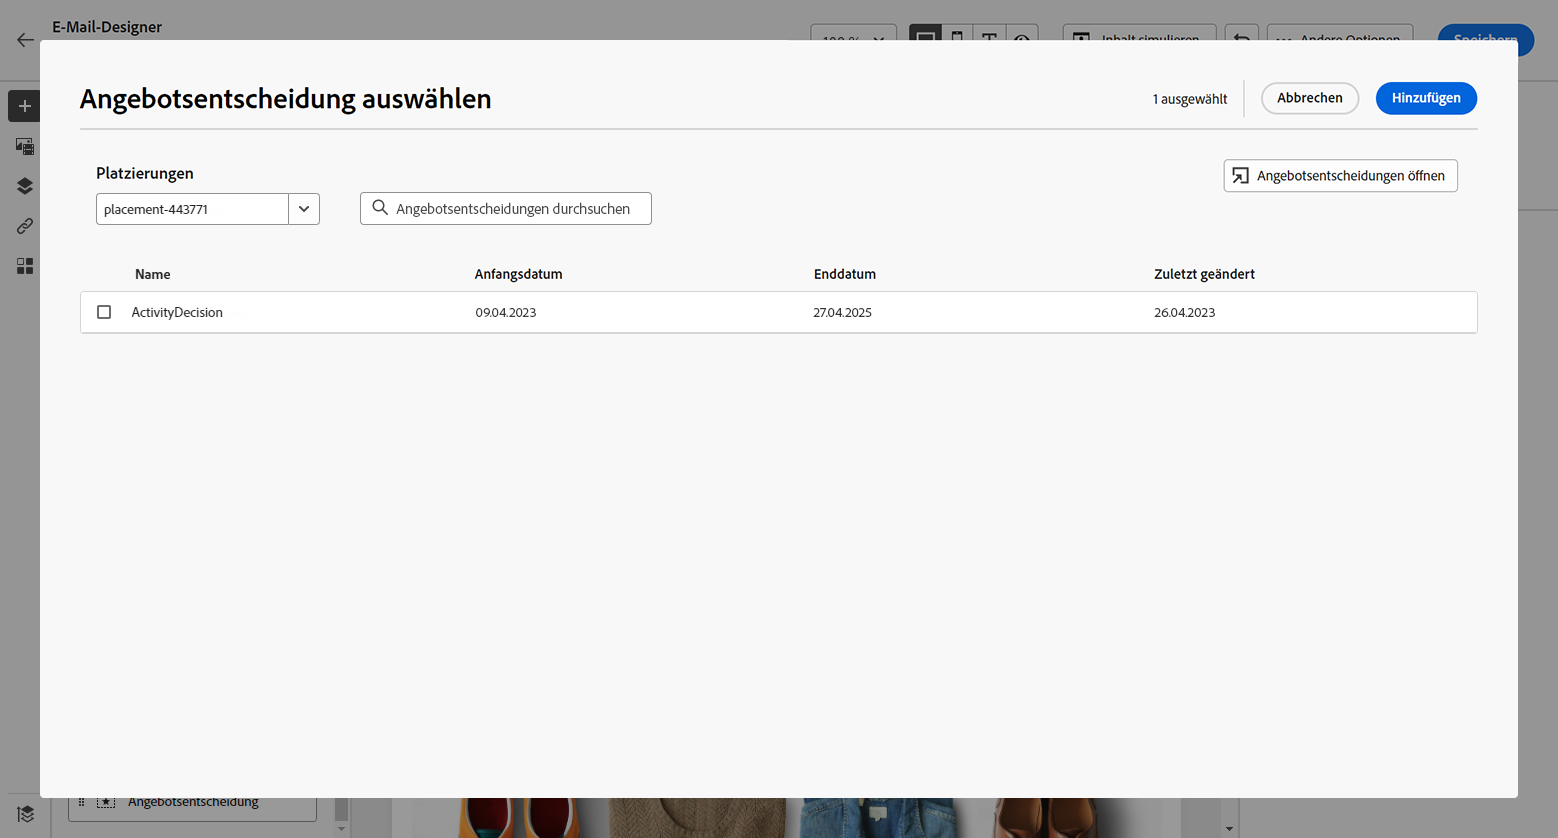 E-Mail-Designer
Inhalt simulieren
Andere Optionen
Speichern
Angebotsentscheidung auswählen
1 ausgewählt
Abbrechen
Hinzufügen
Platzierungen
Angebotsentscheidungen öffnen
placement-443771
Angebotsentscheidungen durchsuchen
Name Anfangsdatum Enddatum Zuletzt geändert
ActivityDecision 09.04.2023 27.04.2025 26.04.2023
Angebotsentscheidung